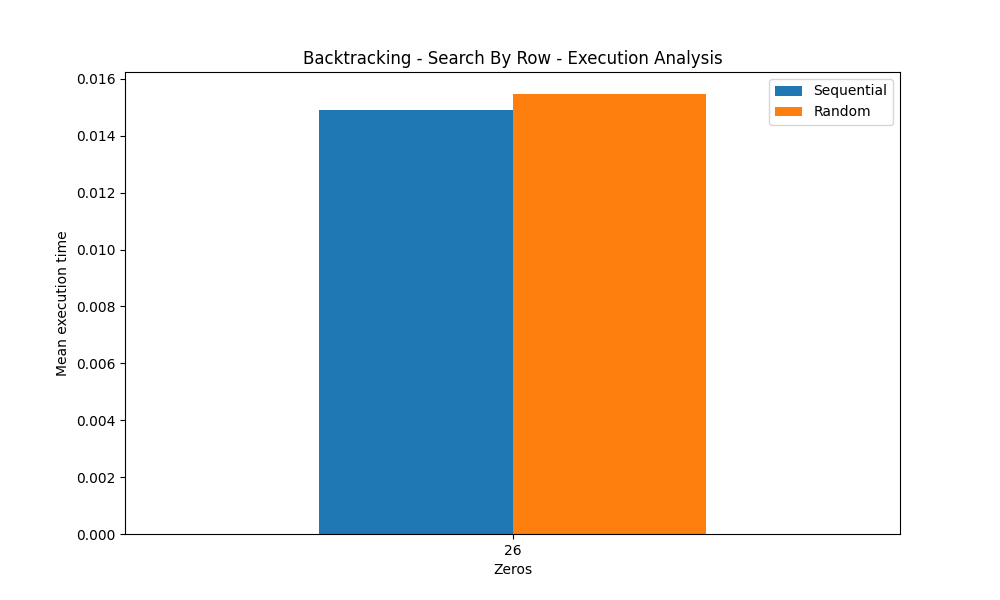 Backtracking - Search By Row - Execution Analysis
Sequential
Random
Mean execution time
0.016
0.014
0.012
0.010
0.008
0.006
0.004
0.002
0.000
26
Zeros